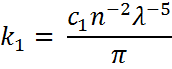 k₁ = c₁n⁻²λ⁻⁵ / π